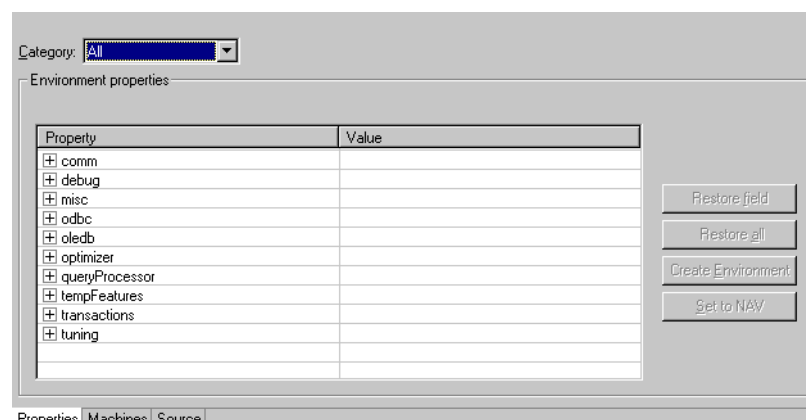 Category: All
Environment properties
Property Value
comm
debug
misc
odbc
oledb
optimizer
queryProcessor
tempFeatures
transactions
tuning
Restore field
Restore all
Create Environment
Set to NAV
Properties Machines Source